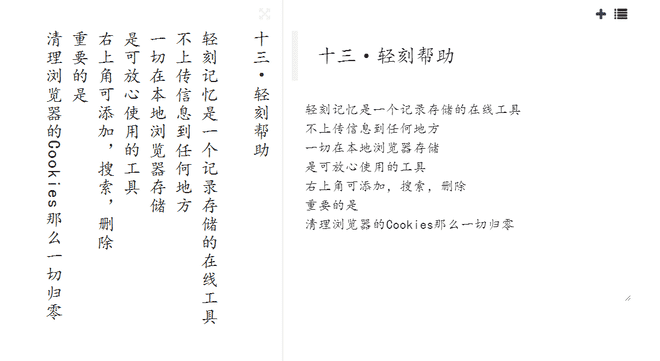 十三·轻刻帮助
轻刻记忆是一个记录存储的在线工具
不上传信息到任何地方
一切在本地浏览器存储
是可放心使用的工具
右上角可添加，搜索，删除
重要的是
清理浏览器的Cookies那么一切归零
十三·轻刻帮助
轻刻记忆是一个记录存储的在线工具
不上传信息到任何地方
一切在本地浏览器存储
是可放心使用的工具
右上角可添加，搜索，删除
重要的是
清理浏览器的Cookies那么一切归零